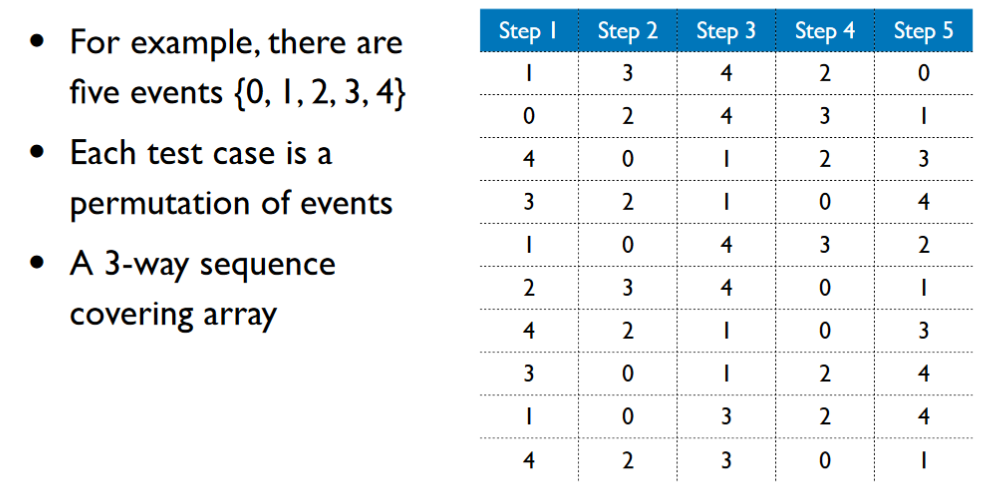 • For example, there are
five events {0, 1, 2, 3, 4}
• Each test case is a
permutation of events
• A 3-way sequence
covering array
Step 1 Step 2 Step 3 Step 4 Step 5
1 3 4 2 0
0 2 4 3 1
4 0 1 2 3
3 2 1 0 4
1 0 4 3 2
2 3 4 0 1
4 2 1 0 3
3 0 1 2 4
1 0 3 2 4
4 2 3 0 1